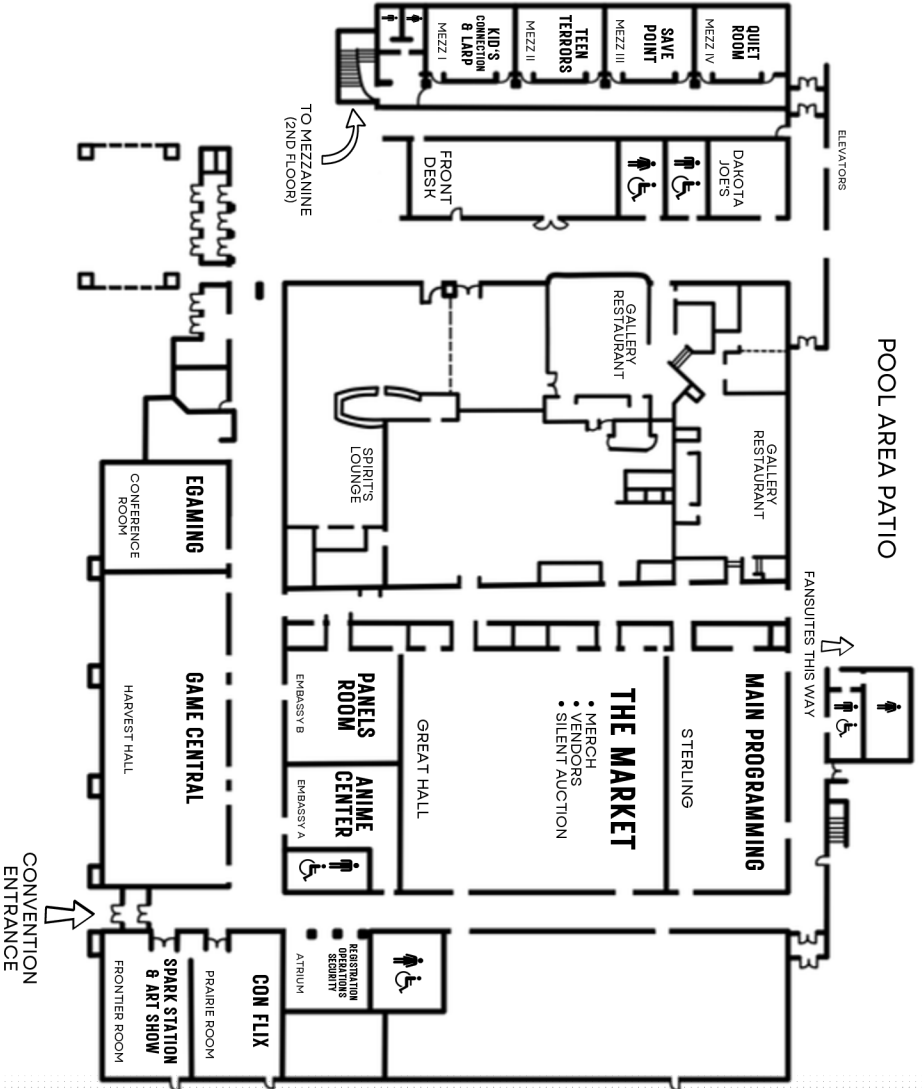 POOL AREA PATIO
ELEVATORS
FANSUITES THIS WAY
QUIET
ROOM
MEZZ IV
DAKOTA
JOE'S
GALLERY
RESTAURANT
MAIN PROGRAMMING
STERLING
SAVE
POINT
MEZZ III
GALLERY
RESTAURANT
THE MARKET
• MERCH
• VENDORS
• SILENT AUCTION
TEEN
TERRORS
MEZZ II
KID'S
CONNECTION
& LARP
MEZZ I
FRONT
DESK
GREAT HALL
SPIRIT'S
LOUNGE
PANELS
ROOM
EMBASSY B
ANIME
CENTER
EMBASSY A
REGISTRATION
OPERATIONS
SECURITY
ATRIUM
TO MEZZANINE
(2ND FLOOR)
CON FLIX
PRAIRIE ROOM
EGAMING
CONFERENCE
ROOM
GAME CENTRAL
HARVEST HALL
SPARK STATION
& ART SHOW
FRONTIER ROOM
CONVENTION
ENTRANCE